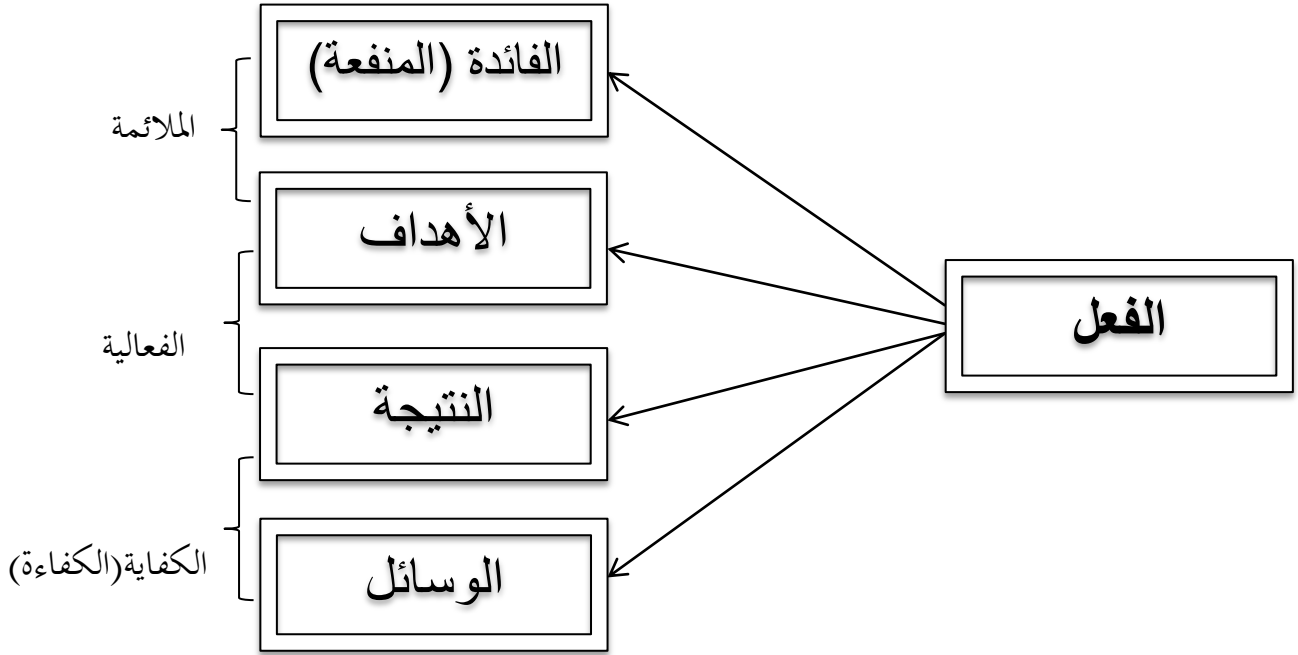 الفائدة (المنفعة)
الملائمة
الأهداف
الفعل
الفعالية
النتيجة
الكفاية(الكفاءة)
الوسائل